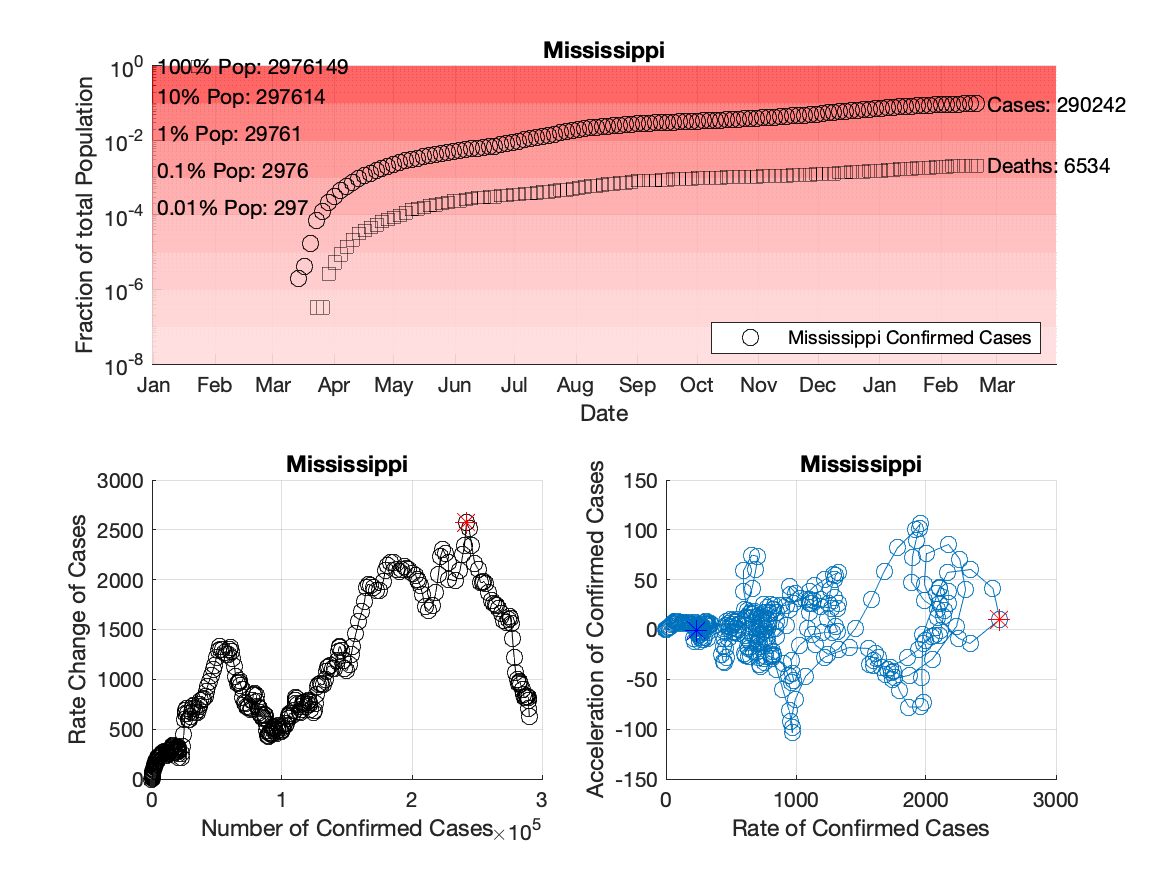 Mississippi
10^0
10^-2
10^-4
10^-6
10^-8
Fraction of total Population
100% Pop: 2976149
10% Pop: 297614
1% Pop: 29761
0.1% Pop: 2976
0.01% Pop: 297
Cases: 290242
Deaths: 6534
Mississippi Confirmed Cases
Jan Feb Mar Apr May Jun Jul Aug Sep Oct Nov Dec Jan Feb Mar
Date
Mississippi
3000
2500
2000
1500
1000
500
0
Rate Change of Cases
0 1 2 3
Number of Confirmed Cases ×10^5
Mississippi
150
100
50
0
-50
-100
-150
Acceleration of Confirmed Cases
0 1000 2000 3000
Rate of Confirmed Cases